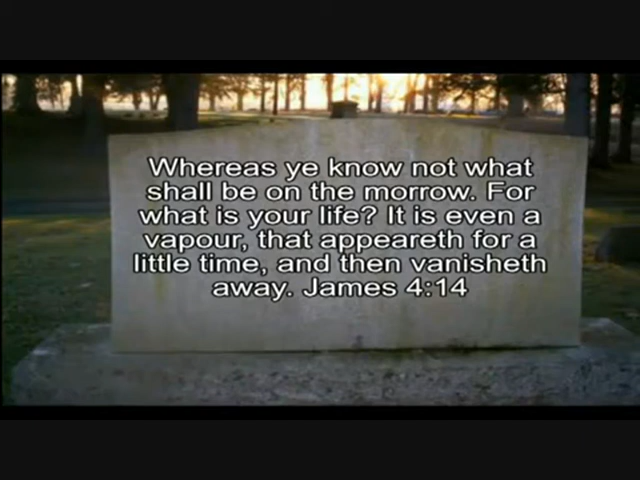 Whereas ye know not what
shall be on the morrow. For
what is your life? It is even a
vapour, that appeareth for a
little time, and then vanisheth
away. James 4:14